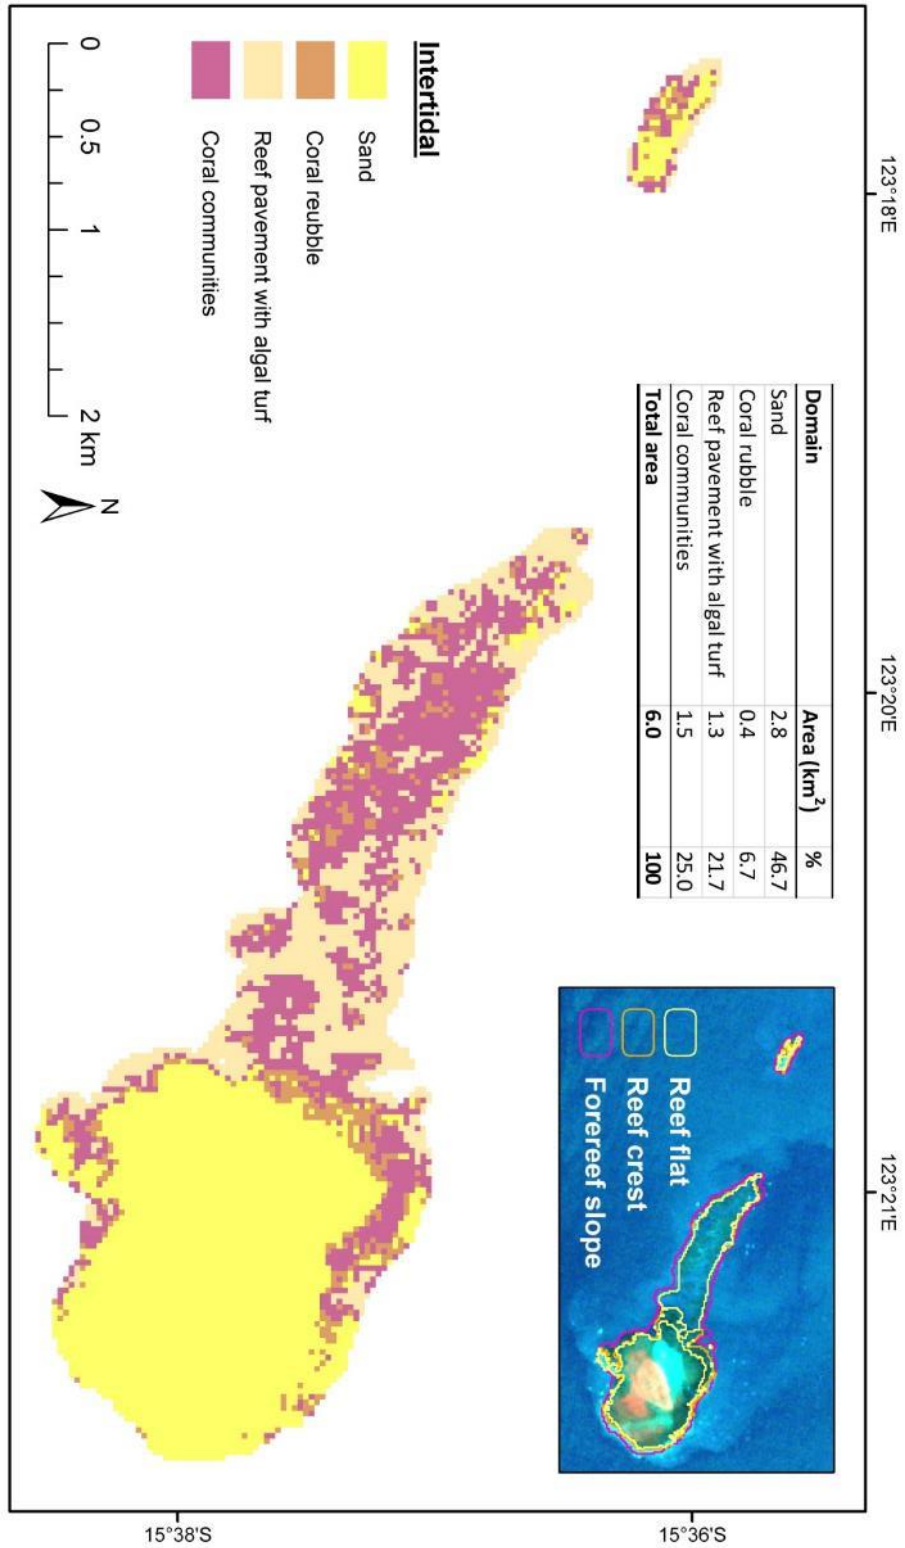 123°18'E
123°20'E
123°21'E
Domain Area (km²) %
Sand 2.8 46.7
Coral rubble 0.4 6.7
Reef pavement with algal turf 1.3 21.7
Coral communities 1.5 25.0
Total area 6.0 100
Reef flat
Reef crest
Forereef slope
15°36'S
15°38'S
Intertidal
Sand
Coral reubble
Reef pavement with algal turf
Coral communities
0 0.5 1 2 km
N